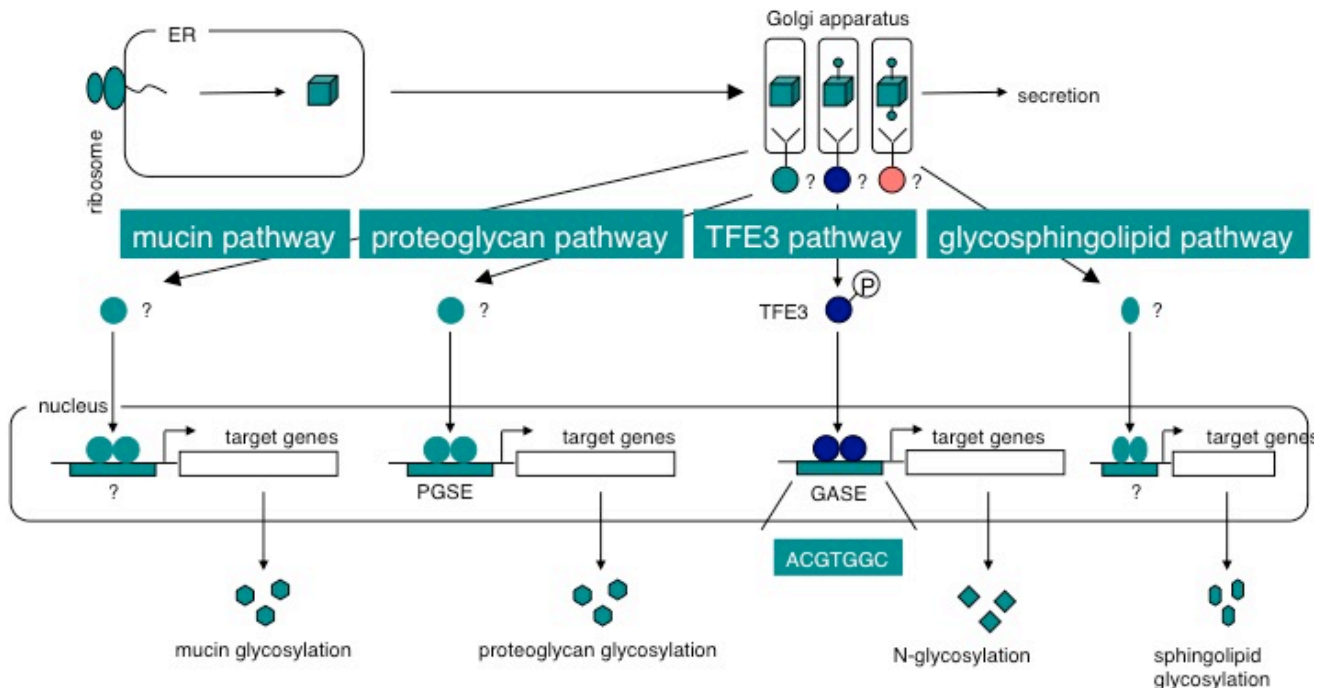 Golgi apparatus
ER
secretion
ribosome
? ? ?
mucin pathway
proteoglycan pathway
TFE3 pathway
glycosphingolipid pathway
P
?
?
TFE3
?
nucleus
target genes
target genes
target genes
target genes
?
PGSE
GASE
?
ACGTGGC
mucin glycosylation
proteoglycan glycosylation
N-glycosylation
sphingolipid
glycosylation